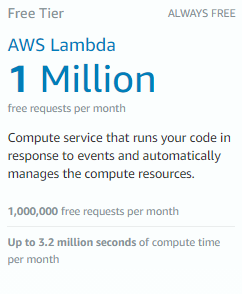 Free Tier
ALWAYS FREE
AWS Lambda
1 Million
free requests per month
Compute service that runs your code in
response to events and automatically
manages the compute resources.
1,000,000 free requests per month
Up to 3.2 million seconds of compute time
per month